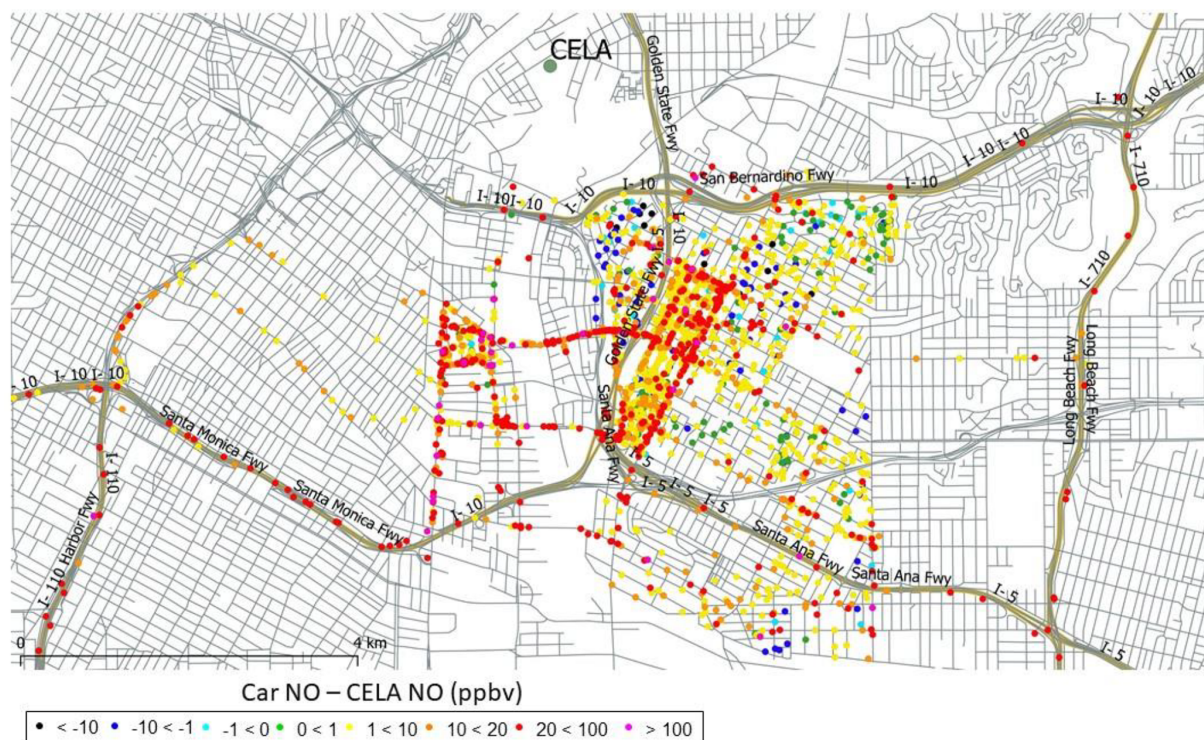 CELA
Golden State Fwy
I- 10
I- 10
I- 10
I- 10 I- 10
I- 710
San Bernardino Fwy
I- 10
I- 10
I- 10
I- 10
I- 10 I- 10
I- 5
Golden State Fwy
I- 710
Long Beach Fwy
Long Beach Fwy
- 10
I- 10
I- 10
Santa Monica Fwy
Santa Ana Fwy
I- 110
Harbor Fwy
I- 110
Santa Monica Fwy
I- 10
I- 5
I- 5
I- 5
I- 5
Santa Ana Fwy
Santa Ana Fwy
I- 5
I- 5
0 4 km
Car NO – CELA NO (ppbv)
< -10 -10 < -1 -1 < 0 0 < 1 1 < 10 10 < 20 20 < 100 > 100